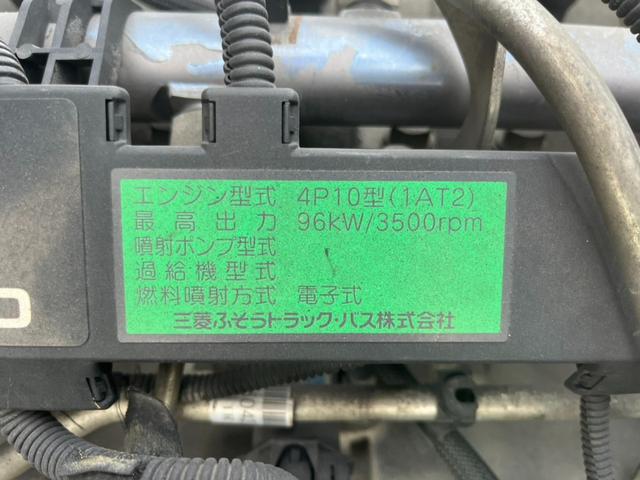 エンジン型式 4P10型(1AT2)
最高出力 96kW/3500rpm
噴射ポンプ型式
過給機型式
燃料噴射方式 電子式
三菱ふそうトラック・バス株式会社